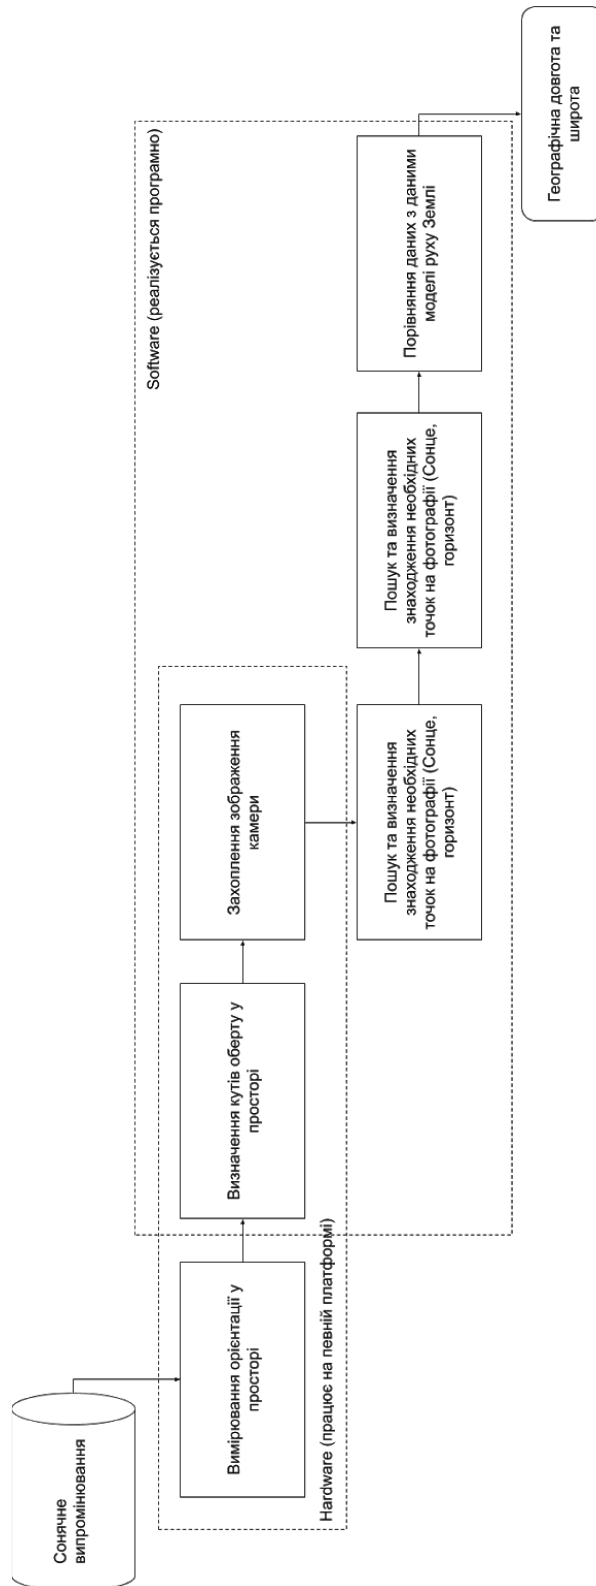 Сонячне
випромінювання
Вимірювання орієнтації у
просторі
Hardware (працює на певній платформі)
Визначення кутів оберту у
просторі
Захоплення зображення
камери
Software (реалізується програмно)
Пошук та визначення
знаходження необхідних
точок на фотографії (Сонце,
горизонт)
Пошук та визначення
знаходження необхідних
точок на фотографії (Сонце,
горизонт)
Порівняння даних з даними
моделі руху Землі
Географічна довгота та
широта